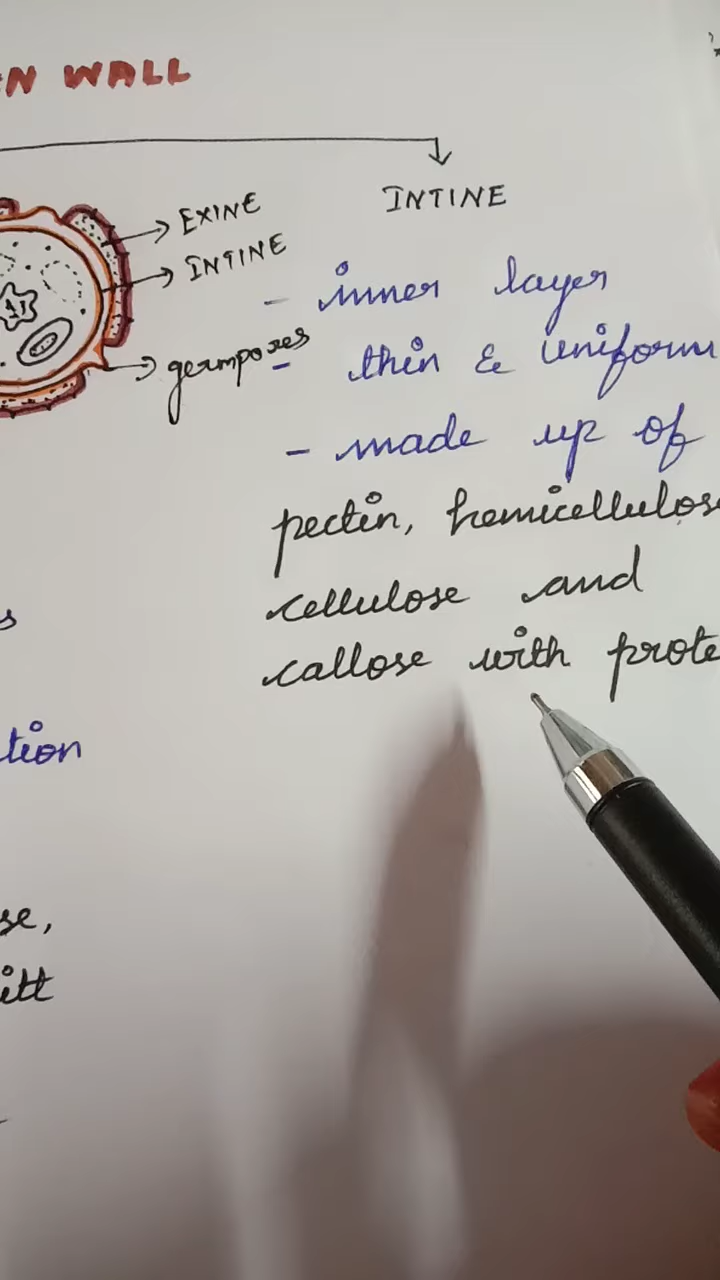 N WALL
EXINE
INTINE
germpores
INTINE
- inner layer
- thin & uniform
- made up of
pectin, hemicellulos
cellulose and
callose with prote
s
tion
se,
itt